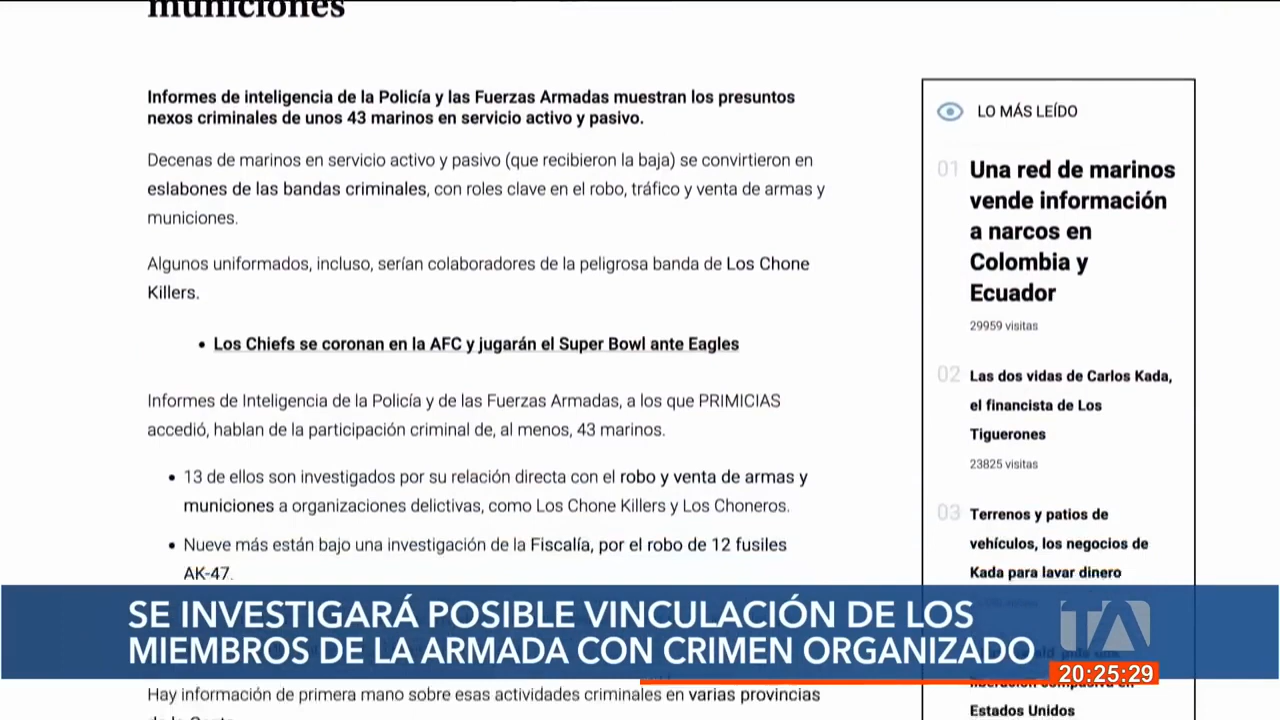 municiones
Informes de inteligencia de la Policía y las Fuerzas Armadas muestran los presuntos
nexos criminales de unos 43 marinos en servicio activo y pasivo.
Decenas de marinos en servicio activo y pasivo (que recibieron la baja) se convirtieron en
eslabones de las bandas criminales, con roles clave en el robo, tráfico y venta de armas y
municiones.
Algunos uniformados, incluso, serían colaboradores de la peligrosa banda de Los Chone
Killers.
• Los Chiefs se coronan en la AFC y jugarán el Super Bowl ante Eagles
Informes de Inteligencia de la Policía y de las Fuerzas Armadas, a los que PRIMICIAS
accedió, hablan de la participación criminal de, al menos, 43 marinos.
• 13 de ellos son investigados por su relación directa con el robo y venta de armas y
municiones a organizaciones delictivas, como Los Chone Killers y Los Choneros.
• Nueve más están bajo una investigación de la Fiscalía, por el robo de 12 fusiles
AK-47.
Hay información de primera mano sobre esas actividades criminales en varias provincias
LO MÁS LEÍDO
01 Una red de marinos
vende información
a narcos en
Colombia y
Ecuador
29959 visitas
02 Las dos vidas de Carlos Kada,
el financista de Los
Tiguerones
23825 visitas
03 Terrenos y patios de
vehículos, los negocios de
Kada para lavar dinero
Estados Unidos
SE INVESTIGARÁ POSIBLE VINCULACIÓN DE LOS
MIEMBROS DE LA ARMADA CON CRIMEN ORGANIZADO
TA
20:25:29